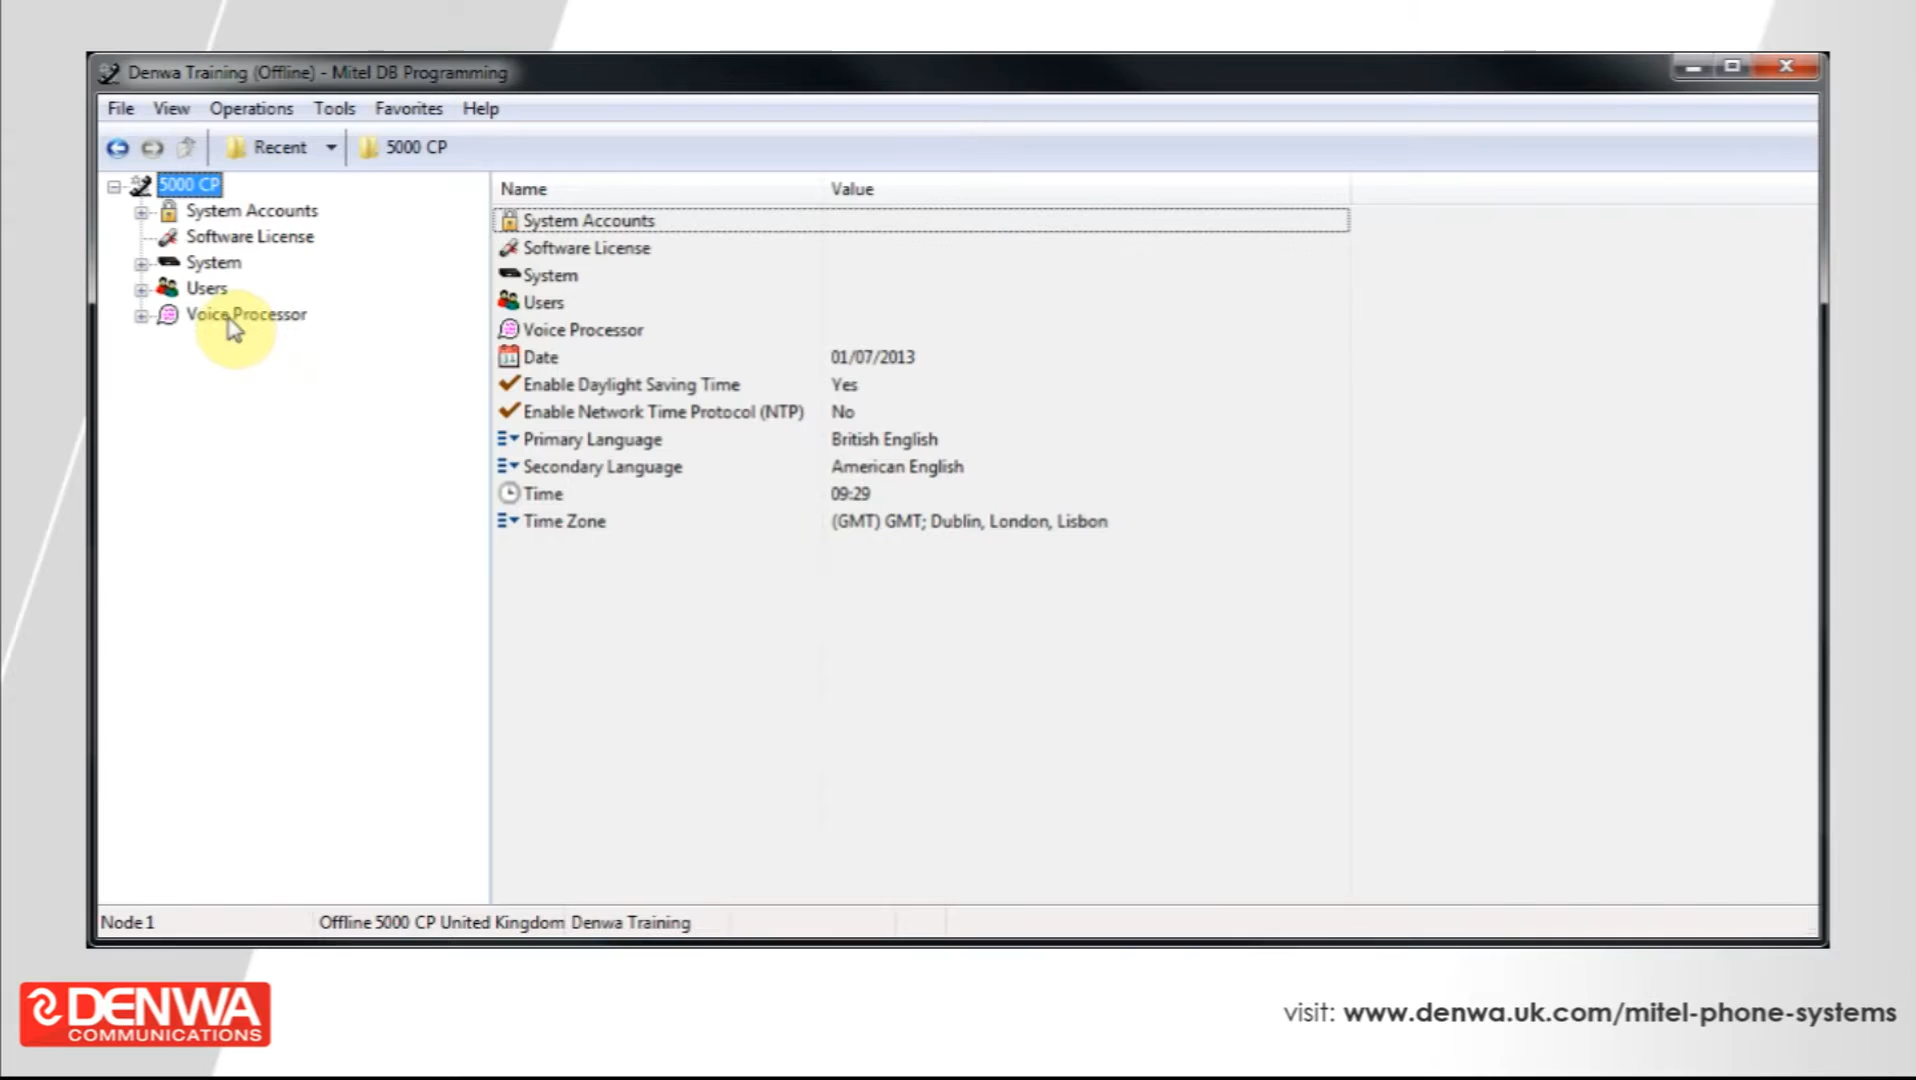 Denwa Training (Offline) - Mitel DB Programming
File View Operations Tools Favorites Help
Recent 5000 CP
5000 CP
System Accounts
Software License
System
Users
Voice Processor
Name Value
System Accounts
Software License
System
Users
Voice Processor
Date 01/07/2013
Enable Daylight Saving Time Yes
Enable Network Time Protocol (NTP) No
Primary Language British English
Secondary Language American English
Time 09:29
Time Zone (GMT) GMT; Dublin, London, Lisbon
Node 1 Offline 5000 CP United Kingdom Denwa Training
DENWA
COMMUNICATIONS
visit: www.denwa.uk.com/mitel-phone-systems